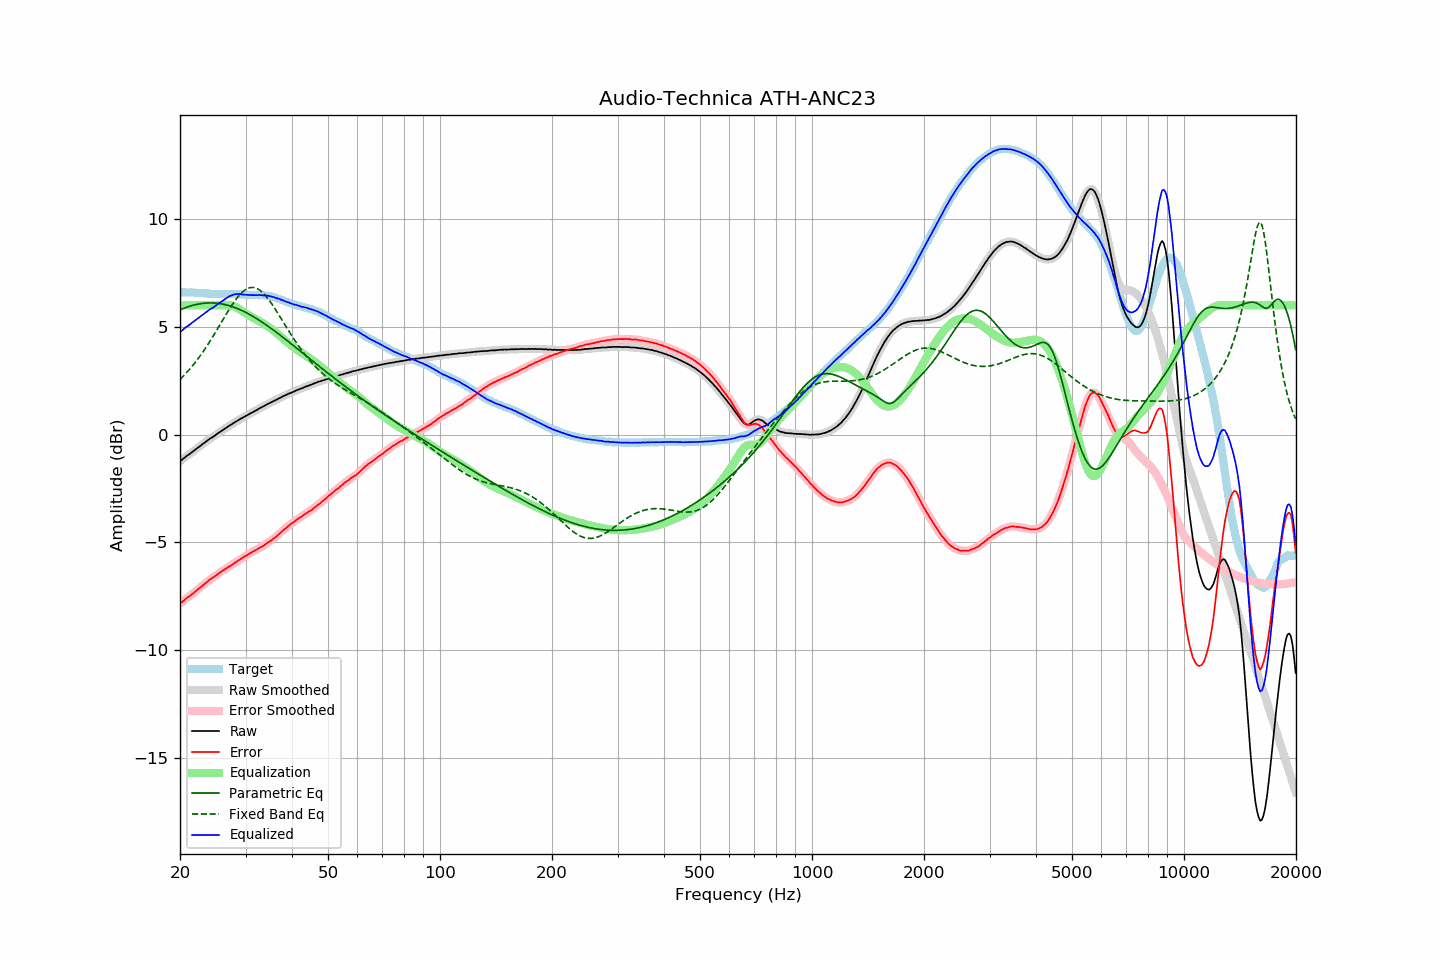 Audio-Technica ATH-ANC23
Amplitude (dBr)
10
5
0
−5
−10
−15
Target
Raw Smoothed
Error Smoothed
Raw
Error
Equalization
Parametric Eq
Fixed Band Eq
Equalized
20 50 100 200 500 1000 2000 5000 10000 20000
Frequency (Hz)